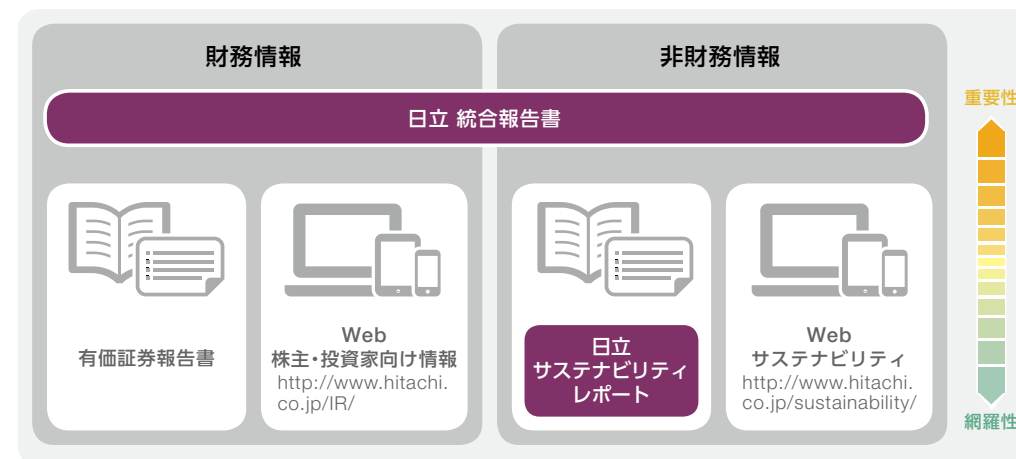 財務情報
非財務情報
日立 統合報告書
有価証券報告書
Web
株主・投資家向け情報
http://www.hitachi.
co.jp/IR/
日立
サステナビリティ
レポート
Web
サステナビリティ
http://www.hitachi.
co.jp/sustainability/
重要性
網羅性